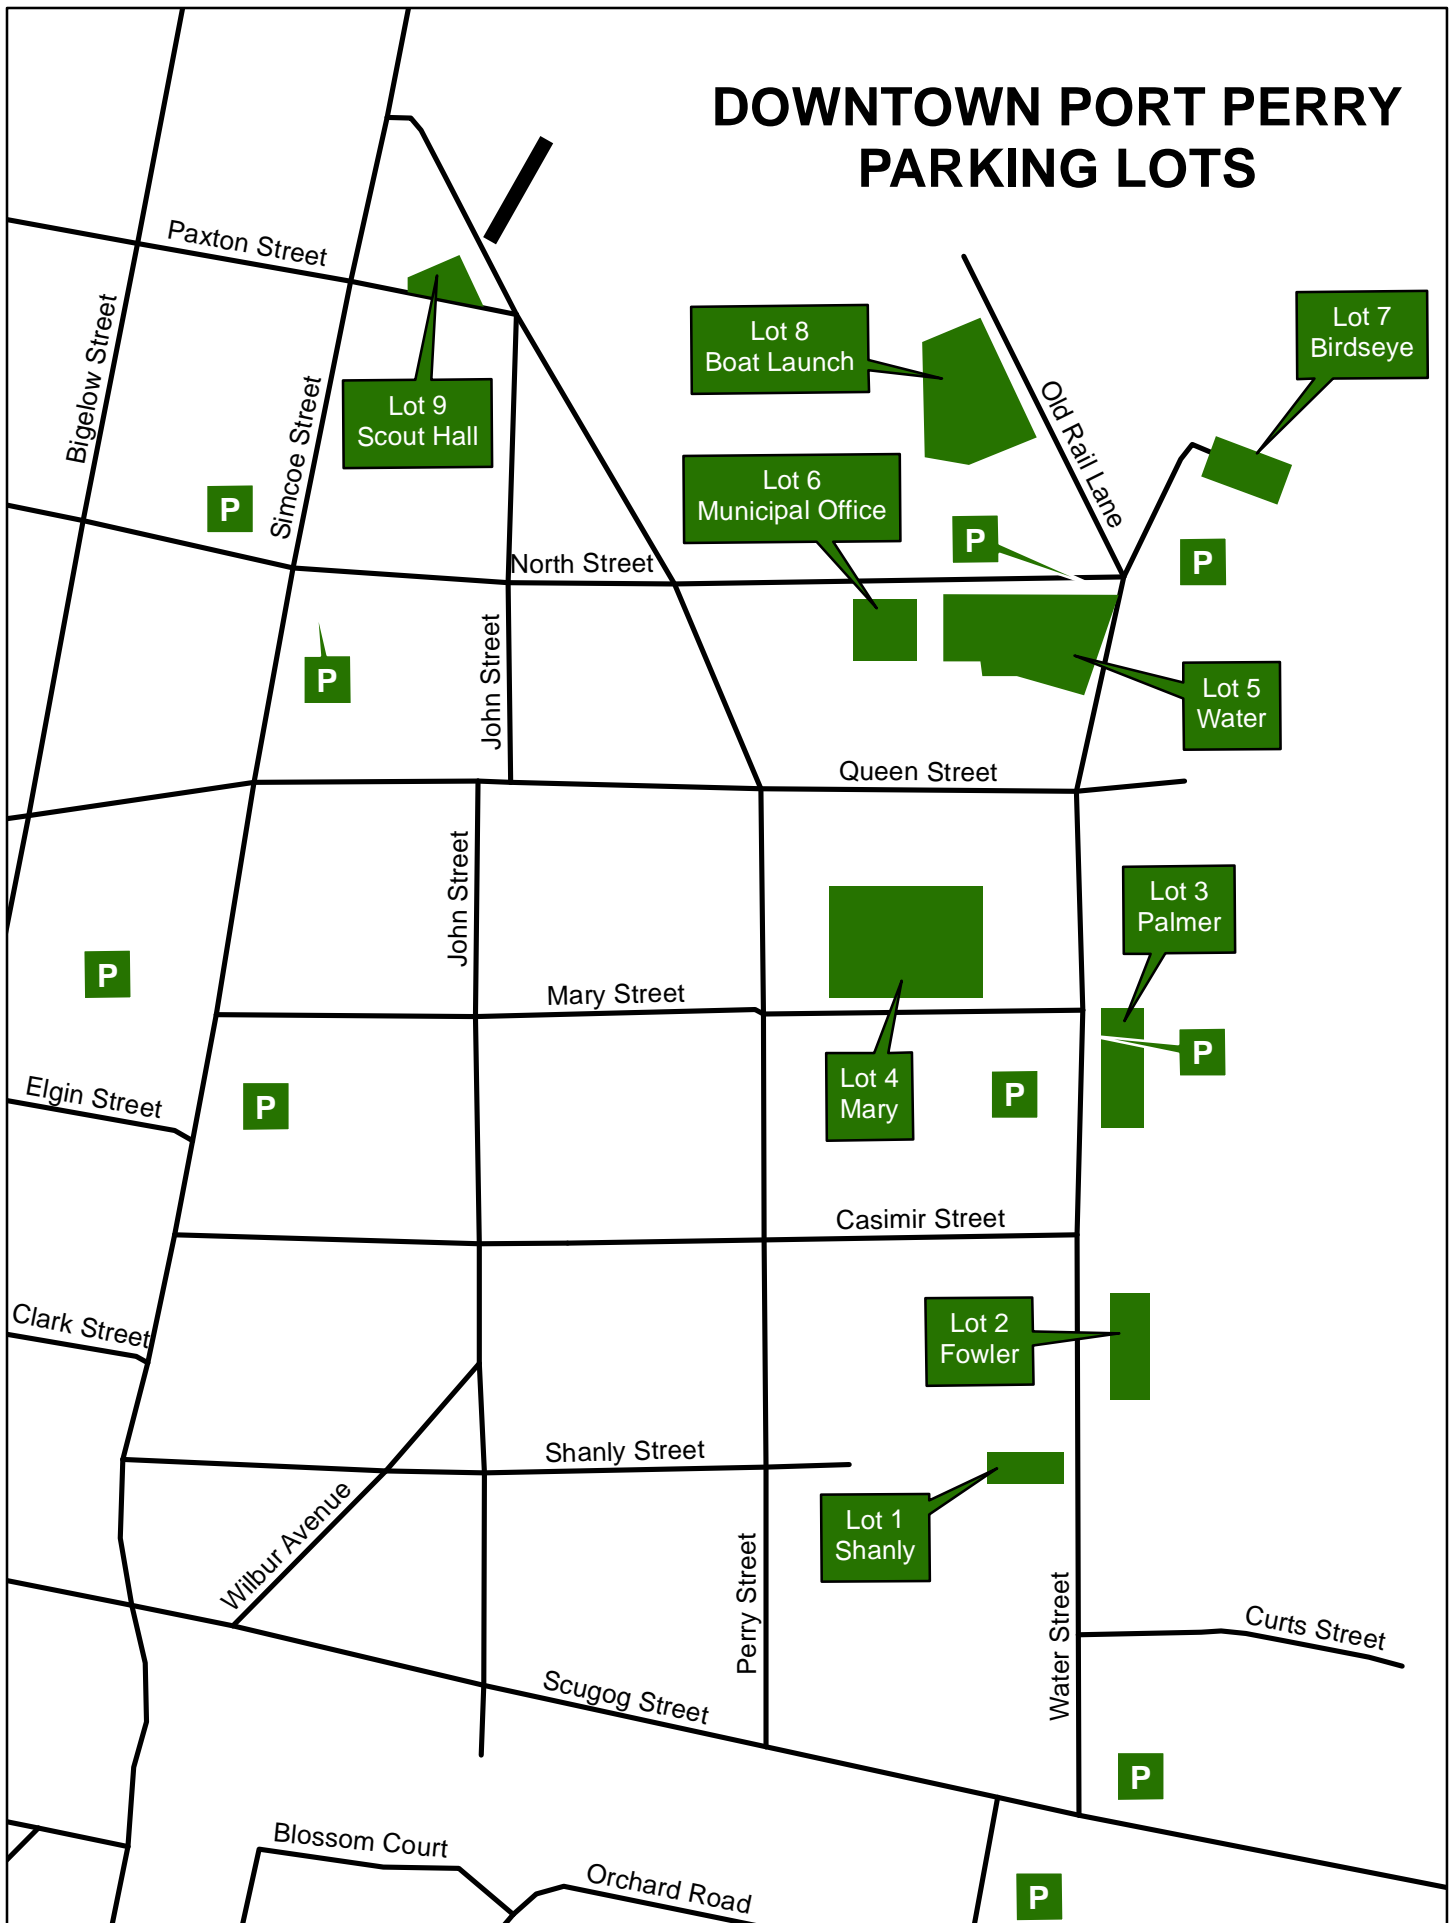 DOWNTOWN PORT PERRY
PARKING LOTS
Paxton Street
Bigelow Street
Simcoe Street
Lot 9
Scout Hall
Lot 8
Boat Launch
Old Rail Lane
Lot 7
Birdseye
Lot 6
Municipal Office
P
P
P
North Street
John Street
P
Lot 5
Water
Queen Street
John Street
Lot 3
Palmer
P
Mary Street
P
Lot 4
Mary
P
Elgin Street
P
Casimir Street
Clark Street
Lot 2
Fowler
Shanly Street
Wilbur Avenue
Lot 1
Shanly
Perry Street
Water Street
Curts Street
Scugog Street
P
Blossom Court
Orchard Road
P